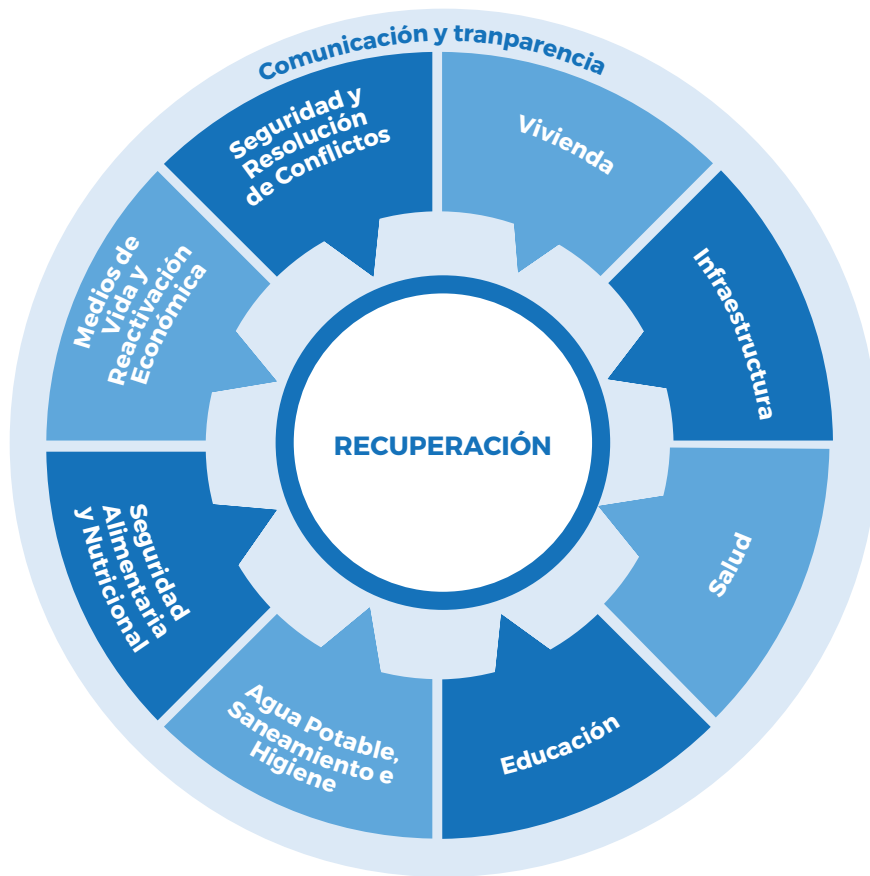 Comunicación y tranparencia
Vivienda
Infraestructura
Salud
Educación
Agua Potable,
Saneamiento e
Higiene
Seguridad
Alimentaria
y Nutricional
Medios de
Vida y
Reactivación
Económica
Seguridad y
Resolución
de Conflictos
RECUPERACIÓN